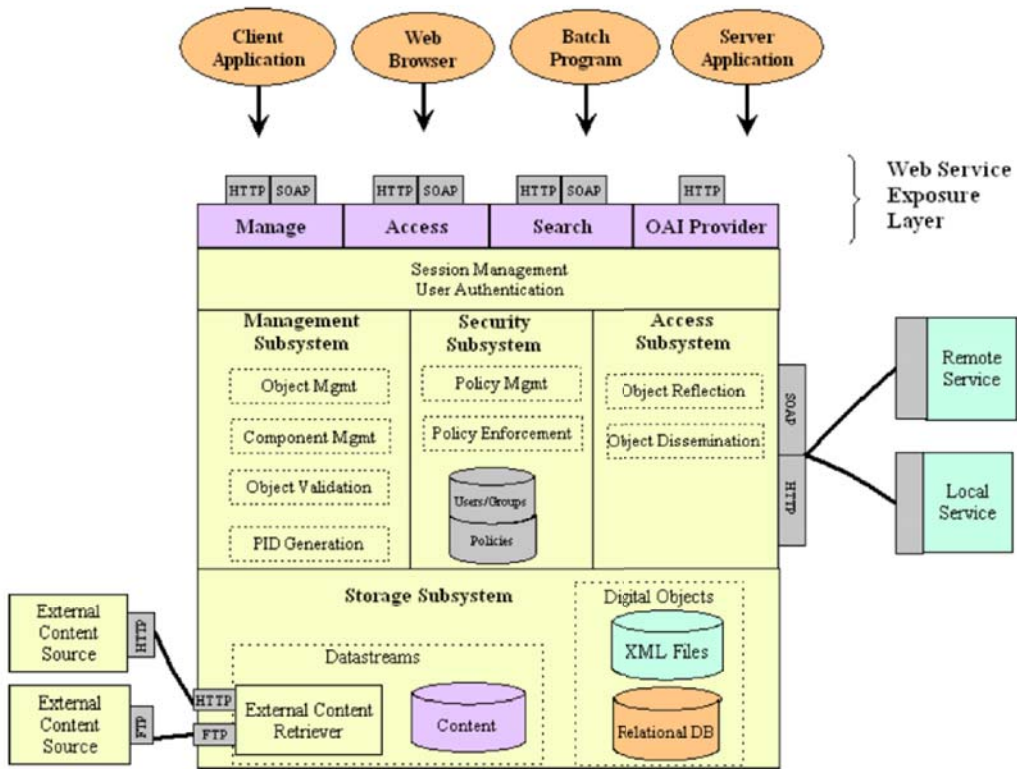 Client
Application
Web
Browser
Batch
Program
Server
Application
HTTP SOAP
HTTP SOAP
HTTP SOAP
HTTP
Web Service
Exposure
Layer
Manage
Access
Search
OAI Provider
Session Management
User Authentication
Management
Subsystem
Object Mgmt
Component Mgmt
Object Validation
PID Generation
Security
Subsystem
Policy Mgmt
Policy Enforcement
Users/Groups
Policies
Access
Subsystem
Object Reflection
Object Dissemination
SOAP
HTTP
Remote
Service
Local
Service
Storage Subsystem
External
Content
Source
HTTP
External
Content
Source
FTP
HTTP
FTP
Datastreams
External Content
Retriever
Content
Digital Objects
XML Files
Relational DB